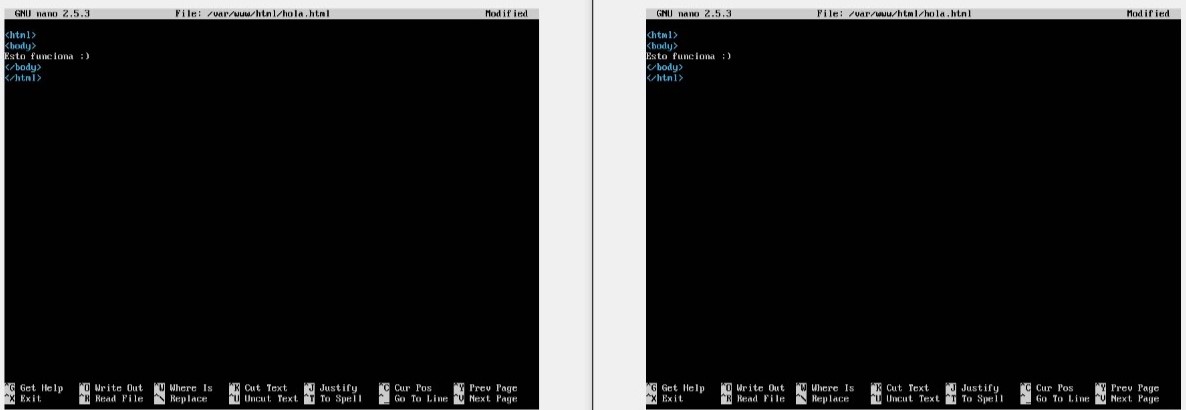 GNU nano 2.5.3 File: /var/www/html/hola.html Modified
<html>
<body>
Esto funciona :)
</body>
</html>
^G Get Help ^O Write Out ^W Where Is ^K Cut Text ^J Justify ^C Cur Pos ^Y Prev Page
^X Exit ^R Read File ^\ Replace ^U Uncut Text ^T To Spell ^_ Go To Line ^V Next Page
GNU nano 2.5.3 File: /var/www/html/hola.html Modified
<html>
<body>
Esto funciona :)
</body>
</html>
^G Get Help ^O Write Out ^W Where Is ^K Cut Text ^J Justify ^C Cur Pos ^Y Prev Page
^X Exit ^R Read File ^\ Replace ^U Uncut Text ^T To Spell ^_ Go To Line ^V Next Page